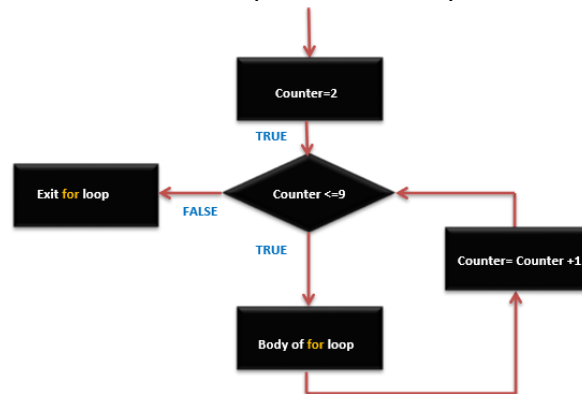 Counter=2
TRUE
Exit for loop
Counter <=9
FALSE
TRUE
Counter= Counter +1
Body of for loop